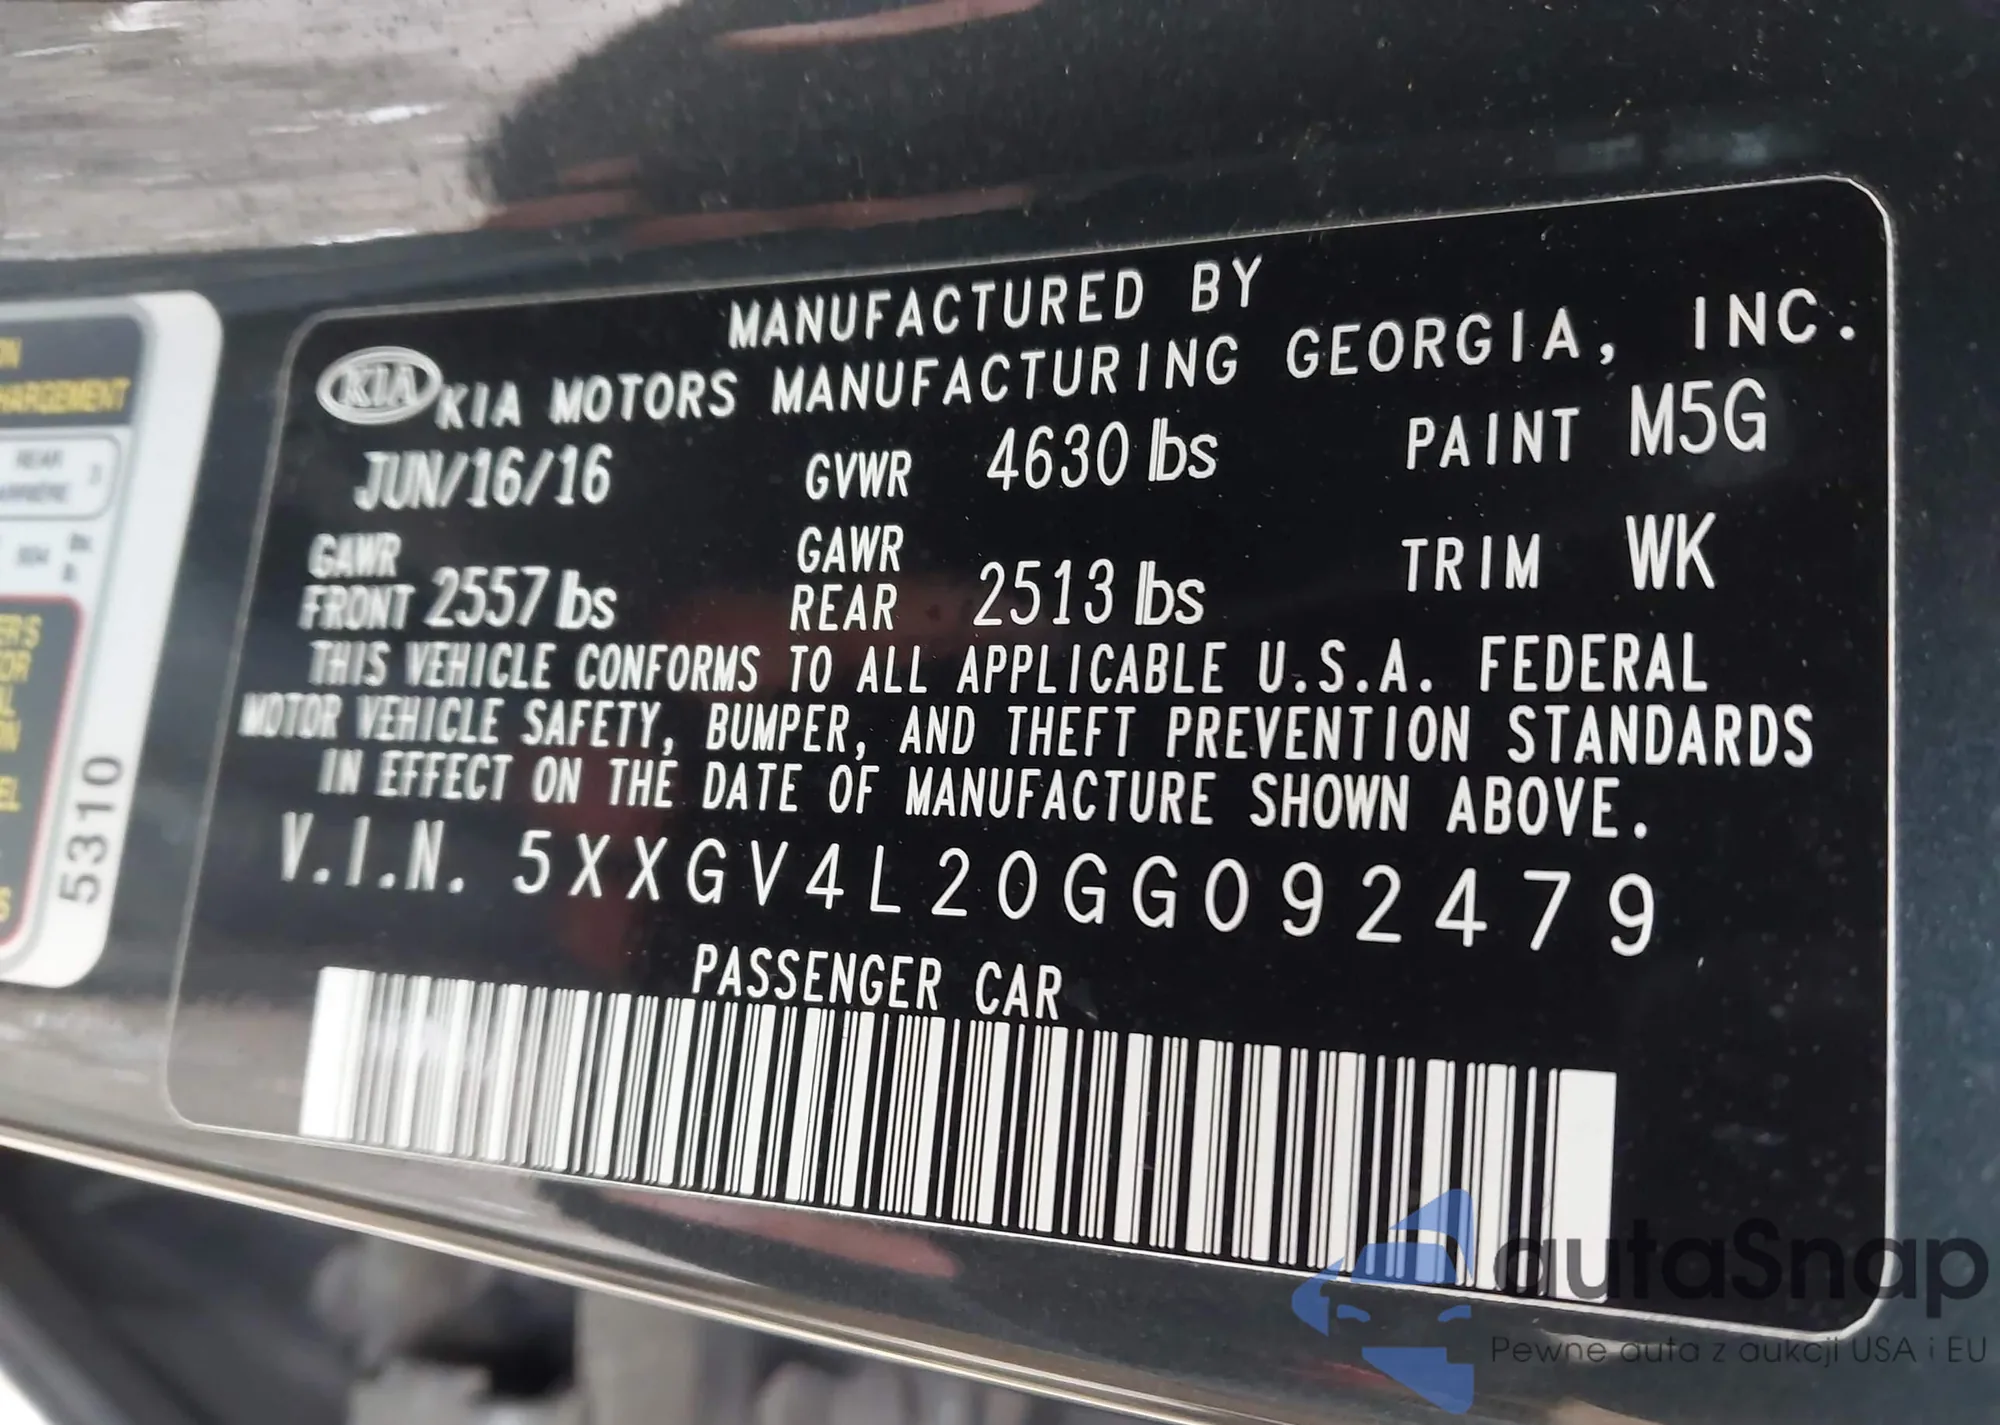 MANUFACTURED BY
KIA KIA MOTORS MANUFACTURING GEORGIA, INC.
JUN/16/16 GVWR 4630 lbs PAINT M5G
GAWR FRONT 2557 lbs GAWR REAR 2513 lbs TRIM WK
THIS VEHICLE CONFORMS TO ALL APPLICABLE U.S.A. FEDERAL
MOTOR VEHICLE SAFETY, BUMPER, AND THEFT PREVENTION STANDARDS
IN EFFECT ON THE DATE OF MANUFACTURE SHOWN ABOVE.
V.I.N. 5XXGV4L20GG092479
PASSENGER CAR
REAR
5310
autaSnap
Pewne auta z aukcji USA i EU